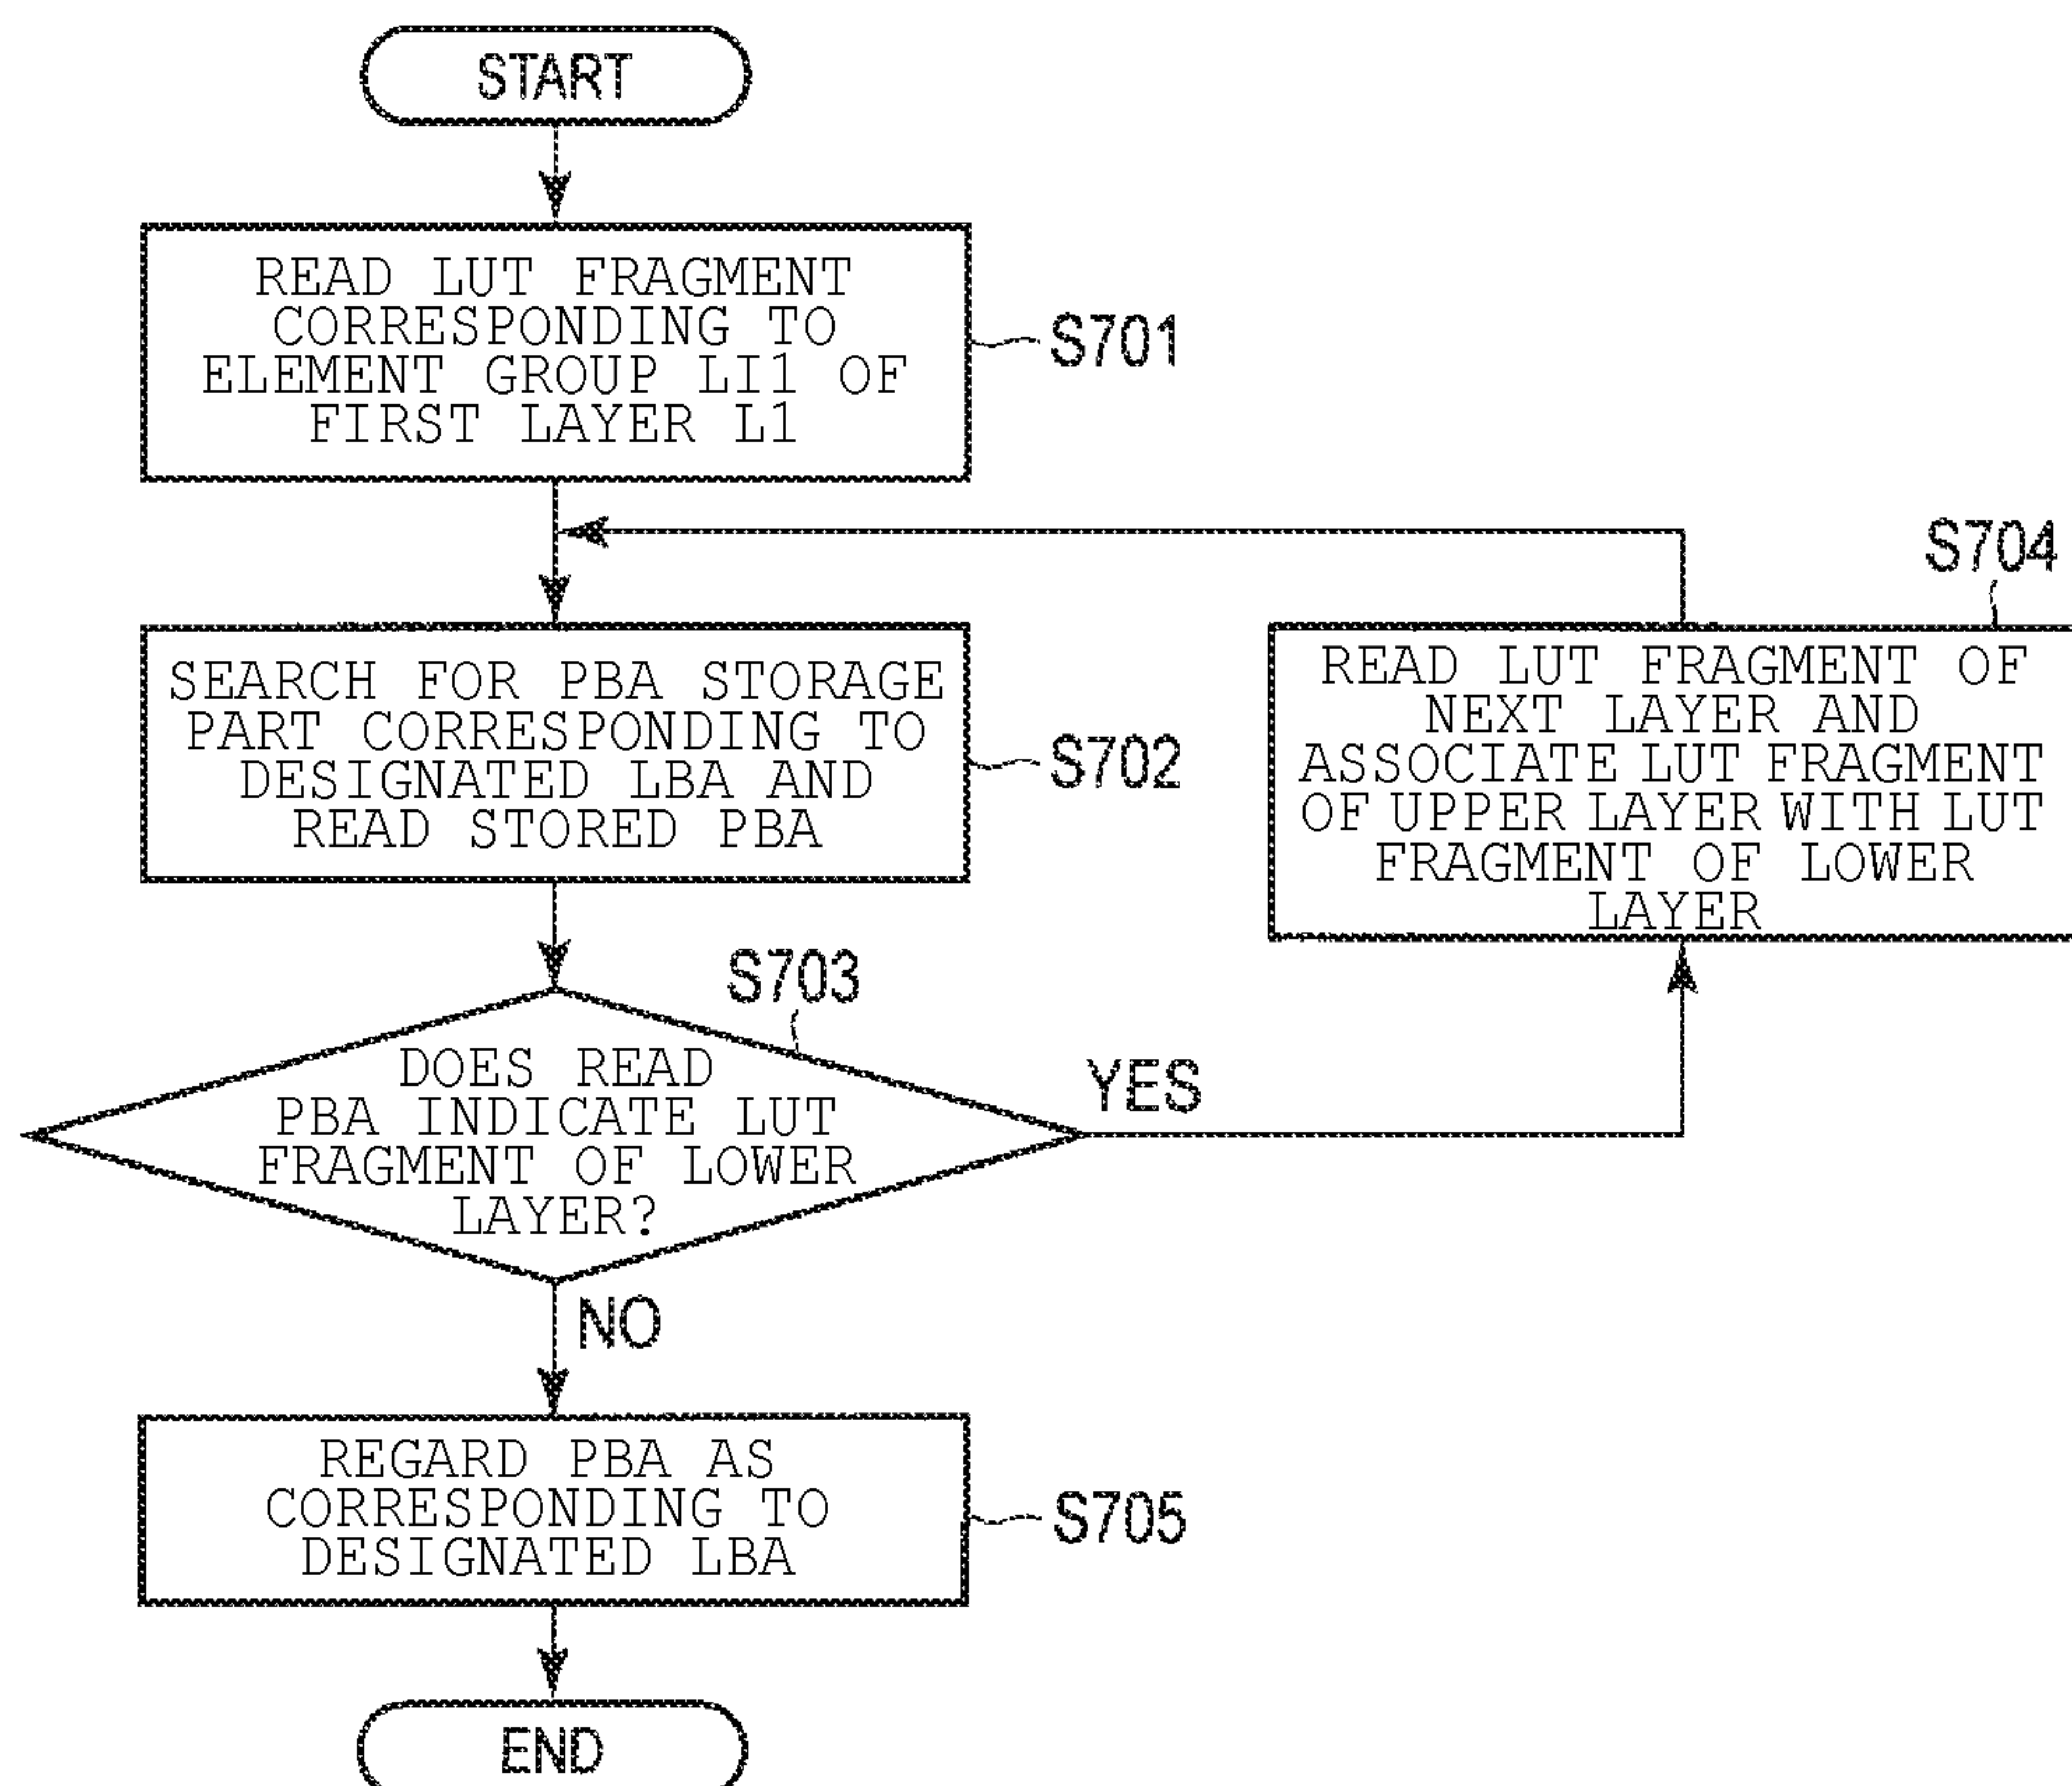 START
READ LUT FRAGMENT
CORRESPONDING TO
ELEMENT GROUP LI1 OF
FIRST LAYER L1
S701
SEARCH FOR PBA STORAGE
PART CORRESPONDING TO
DESIGNATED LBA AND
READ STORED PBA
S702
S704
READ LUT FRAGMENT OF
NEXT LAYER AND
ASSOCIATE LUT FRAGMENT
OF UPPER LAYER WITH LUT
FRAGMENT OF LOWER
LAYER
S703
DOES READ
PBA INDICATE LUT
FRAGMENT OF LOWER
LAYER?
YES
NO
REGARD PBA AS
CORRESPONDING TO
DESIGNATED LBA
S705
END